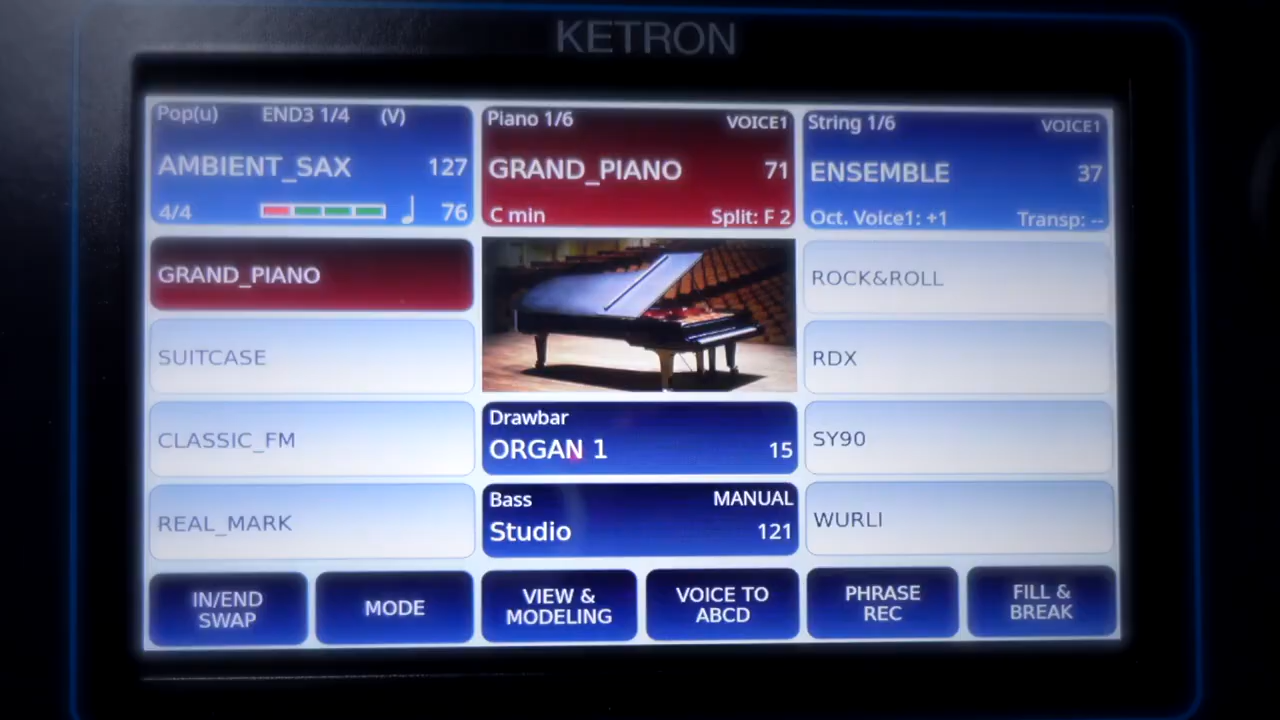 KETRON
Pop(u) END3 1/4 (V)
AMBIENT_SAX 127
4/4 76
Piano 1/6 VOICE1
GRAND_PIANO 71
C min Split: F 2
String 1/6 VOICE1
ENSEMBLE 37
Oct. Voice1: +1 Transp: --
GRAND_PIANO
SUITCASE
CLASSIC_FM
REAL_MARK
Drawbar
ORGAN 1 15
Bass MANUAL
Studio 121
ROCK&ROLL
RDX
SY90
WURLI
IN/END
SWAP
MODE
VIEW &
MODELING
VOICE TO
ABCD
PHRASE
REC
FILL &
BREAK